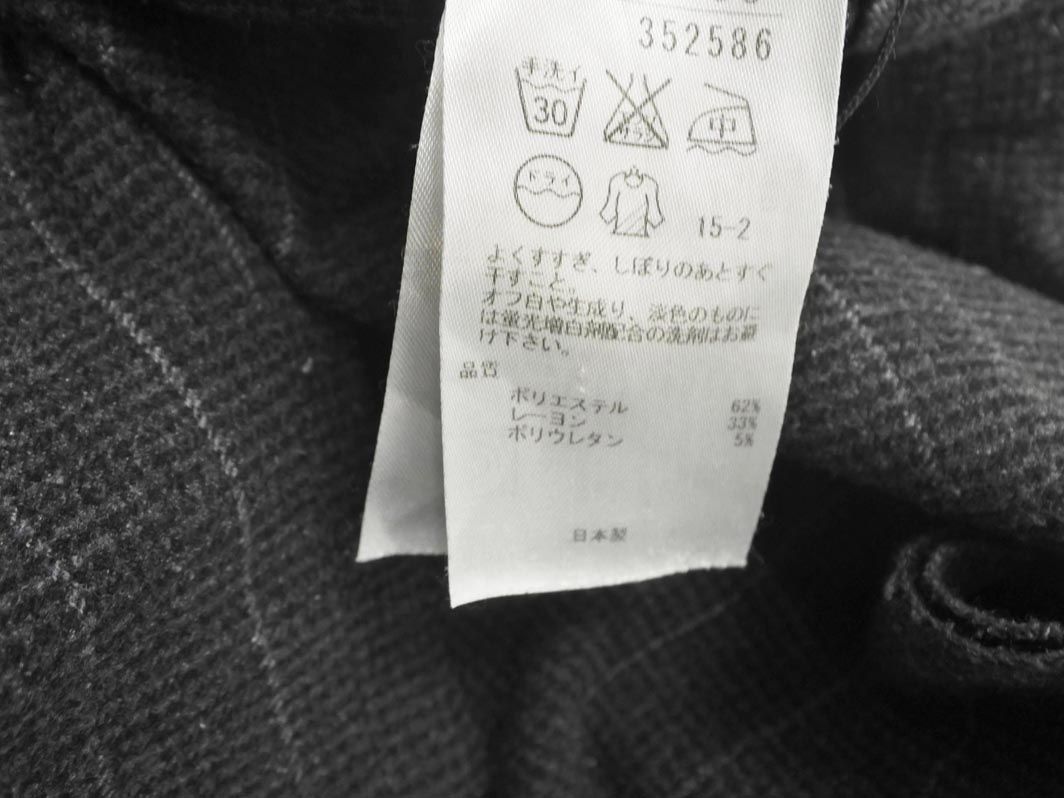 352586
手洗イ
30
中
ドライ
15-2
よくすすぎ、しぼりのあとすぐ
干すこと。
オフ白や生成り、淡色のものに
は蛍光増白剤配合の洗剤はお避
け下さい。
品質
ポリエステル 62%
レーヨン 33%
ポリウレタン 5%
日本製